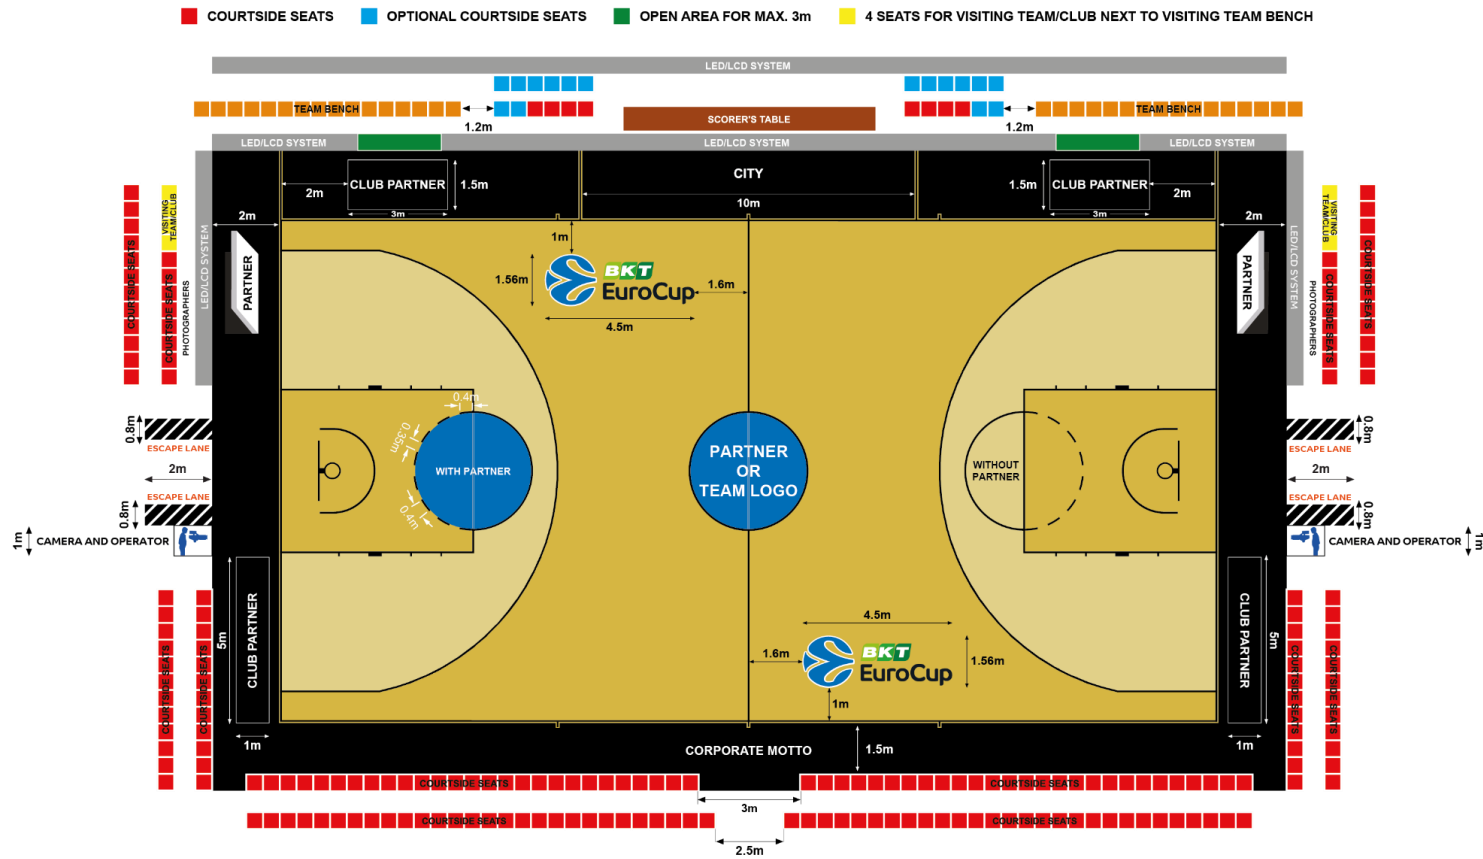 COURTSIDE SEATS
OPTIONAL COURTSIDE SEATS
OPEN AREA FOR MAX. 3m
4 SEATS FOR VISITING TEAM/CLUB NEXT TO VISITING TEAM BENCH
LED/LCD SYSTEM
TEAM BENCH
1.2m
SCORER'S TABLE
1.2m
TEAM BENCH
LED/LCD SYSTEM
LED/LCD SYSTEM
LED/LCD SYSTEM
2m
CLUB PARTNER
3m
1.5m
CITY
10m
1.5m
CLUB PARTNER
3m
2m
COURTSIDE SEATS
VISITING
TEAM/CLUB
COURTSIDE SEATS
PHOTOGRAPHERS
LED/LCD SYSTEM
2m
PARTNER
1m
1.56m
BKT
EuroCup
4.5m
1.6m
2m
PARTNER
LED/LCD SYSTEM
PHOTOGRAPHERS
VISITING
TEAM/CLUB
COURTSIDE SEATS
COURTSIDE SEATS
0.8m
ESCAPE LANE
2m
ESCAPE LANE
0.8m
1m
CAMERA AND OPERATOR
0.4m
0.35m
WITH PARTNER
0.4m
PARTNER
OR
TEAM LOGO
WITHOUT
PARTNER
0.8m
ESCAPE LANE
2m
ESCAPE LANE
0.8m
CAMERA AND OPERATOR
1m
COURTSIDE SEATS
COURTSIDE SEATS
5m
CLUB PARTNER
1m
4.5m
1.6m
BKT
EuroCup
1.56m
1m
CLUB PARTNER
5m
1m
COURTSIDE SEATS
COURTSIDE SEATS
CORPORATE MOTTO
1.5m
COURTSIDE SEATS
COURTSIDE SEATS
3m
COURTSIDE SEATS
COURTSIDE SEATS
2.5m